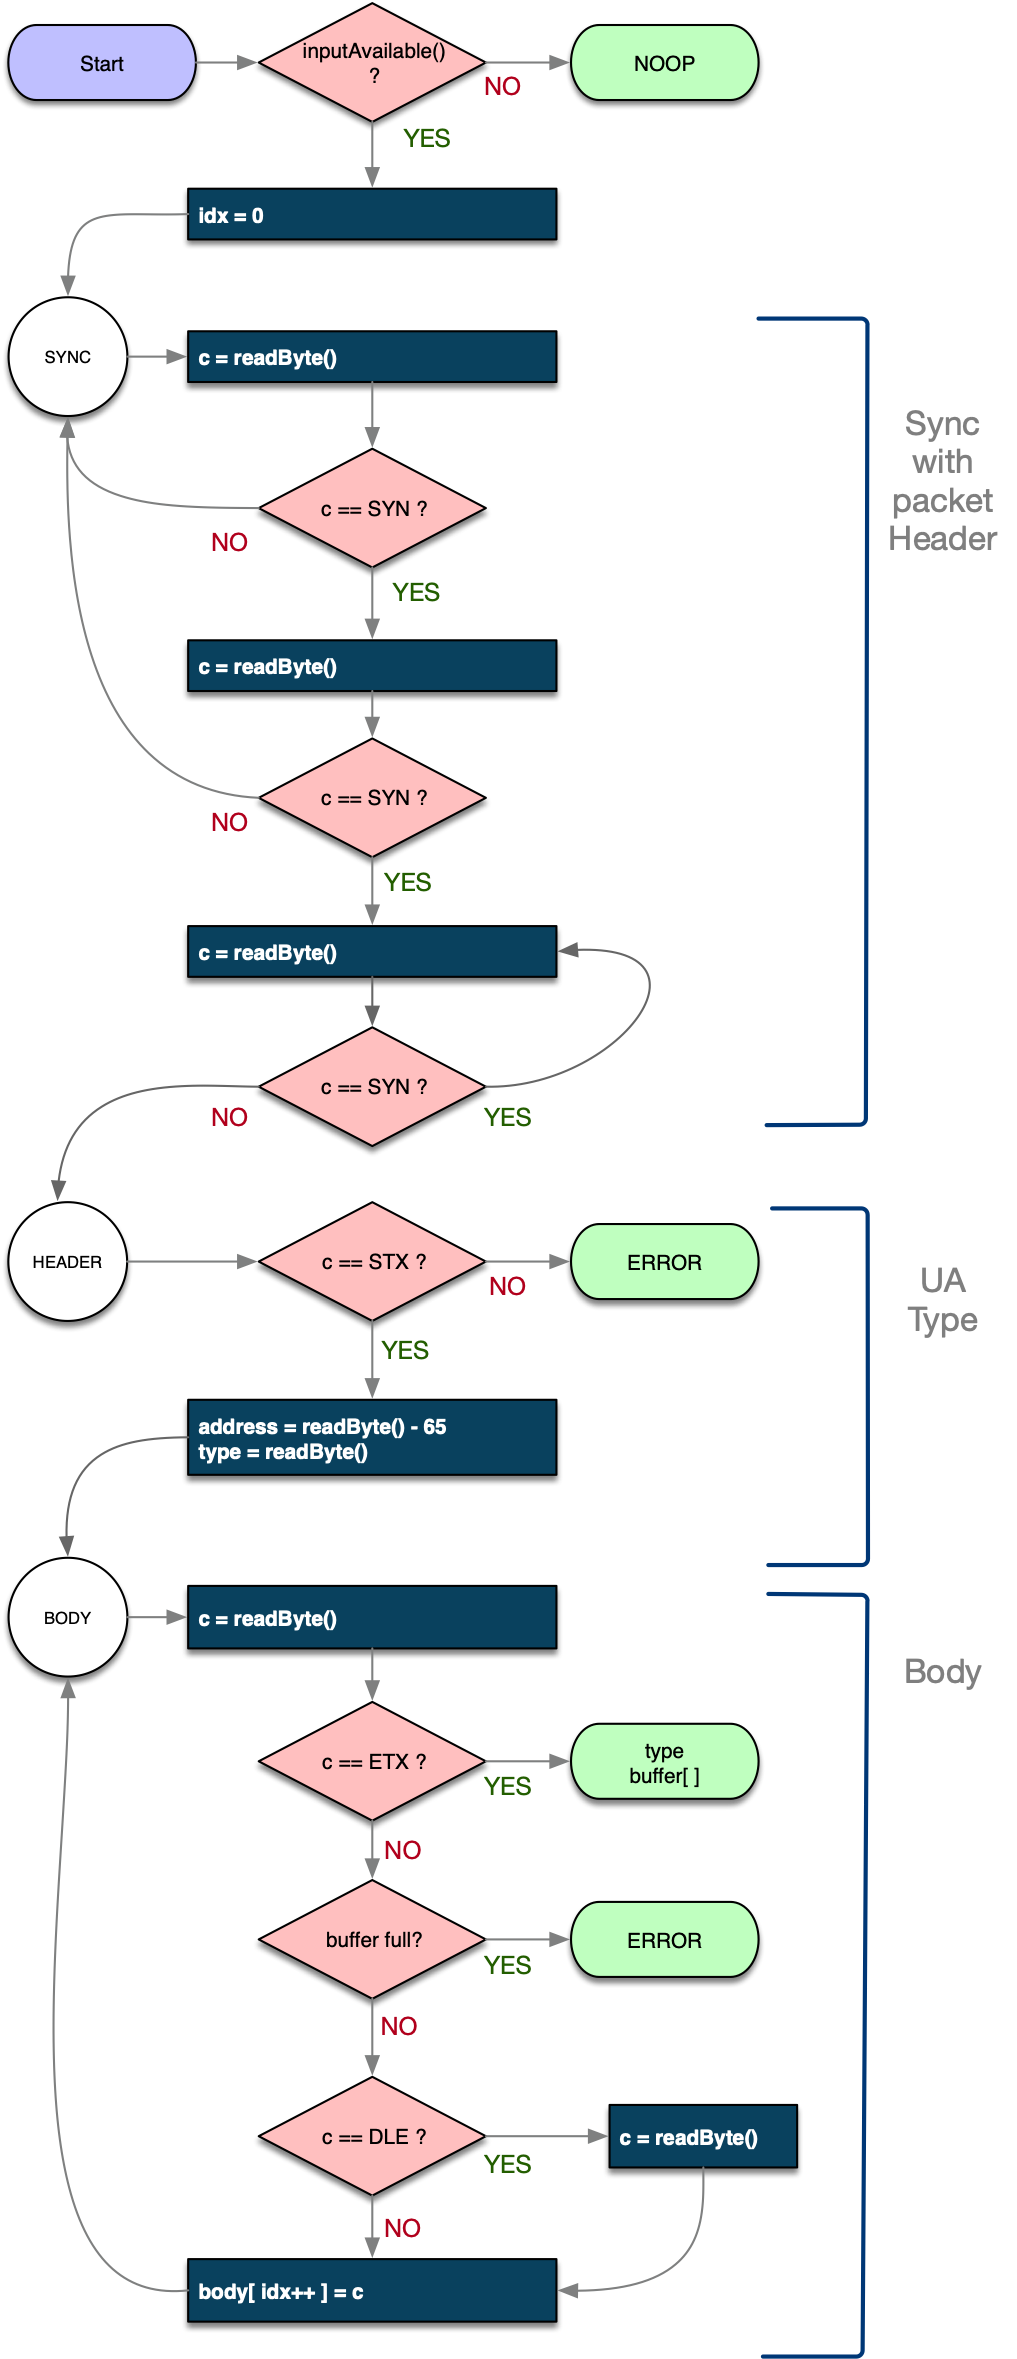 Start
inputAvailable()
?
NO
NOOP
YES
idx = 0
SYNC
c = readByte()
c == SYN ?
NO
YES
c = readByte()
c == SYN ?
NO
YES
c = readByte()
c == SYN ?
NO
YES
Sync
with
packet
Header
HEADER
c == STX ?
NO
ERROR
YES
address = readByte() - 65
type = readByte()
UA
Type
BODY
c = readByte()
c == ETX ?
YES
type
buffer[ ]
NO
buffer full?
YES
ERROR
NO
c == DLE ?
YES
c = readByte()
NO
body[ idx++ ] = c
Body